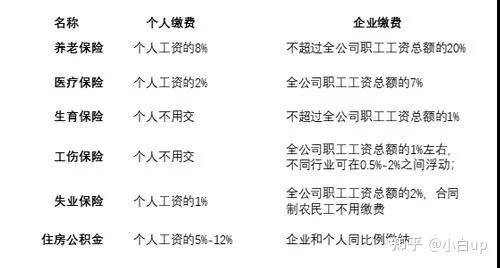 名称 个人缴费 企业缴费
养老保险 个人工资的8% 不超过全公司职工工资总额的20%
医疗保险 个人工资的2% 全公司职工工资总额的7%
生育保险 个人不用交 不超过全公司职工工资总额的1%
工伤保险 个人不用交 全公司职工工资总额的1%左右,
不同行业可在0.5%-2%之间浮动;
失业保险 个人工资的1% 全公司职工工资总额的2%, 合同
制农民工不用缴费
住房公积金 个人工资的5%-12% 企业和个人同比例缴纳
知乎 @小白up